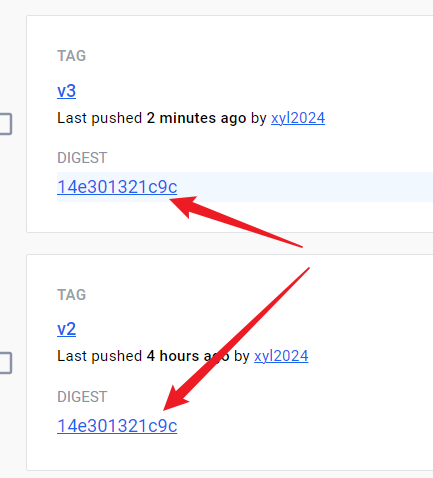 TAG
v3
Last pushed 2 minutes ago by xyl2024
DIGEST
14e301321c9c
TAG
v2
Last pushed 4 hours ago by xyl2024
DIGEST
14e301321c9c